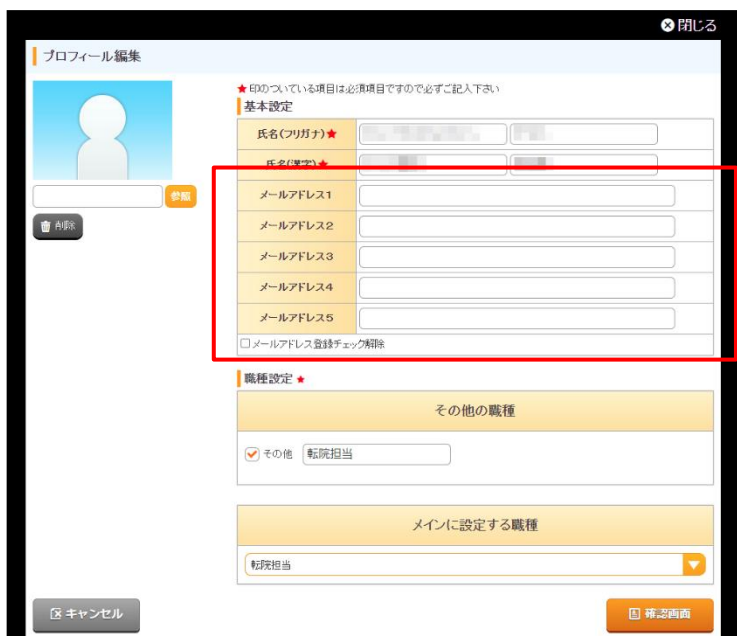 閉じる
プロフィール編集
★印のついている項目は必須項目ですので必ずご記入下さい
基本設定
氏名(フリガナ)★
氏名(漢字)★
メールアドレス1
メールアドレス2
メールアドレス3
メールアドレス4
メールアドレス5
メールアドレス登録チェック解除
参照
削除
職種設定 ★
その他の職種
その他 転院担当
メインに設定する職種
転院担当
キャンセル
確認画面